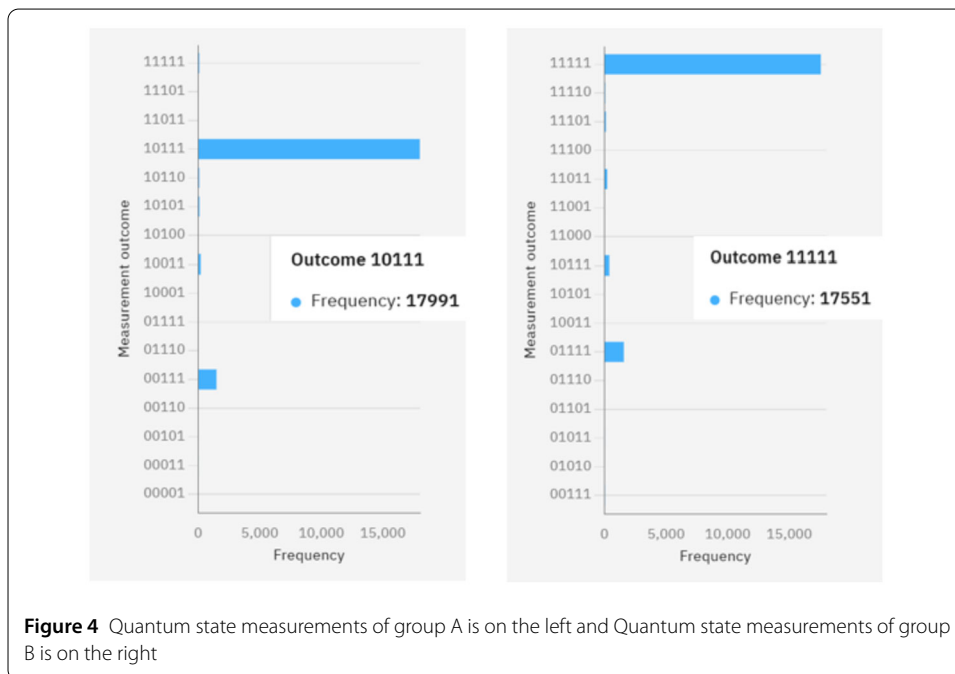 11111
11101
11011
10111
10110
10101
10100
10011
10001
01111
01110
00111
00110
00101
00011
00001
Measurement outcome
0 5,000 10,000 15,000
Frequency
Outcome 10111
Frequency: 17991
11111
11110
11101
11100
11011
11001
11000
10111
10101
10011
01111
01110
01101
01011
01010
00111
Measurement outcome
0 5,000 10,000 15,000
Frequency
Outcome 11111
Frequency: 17551
Figure 4 Quantum state measurements of group A is on the left and Quantum state measurements of group
B is on the right